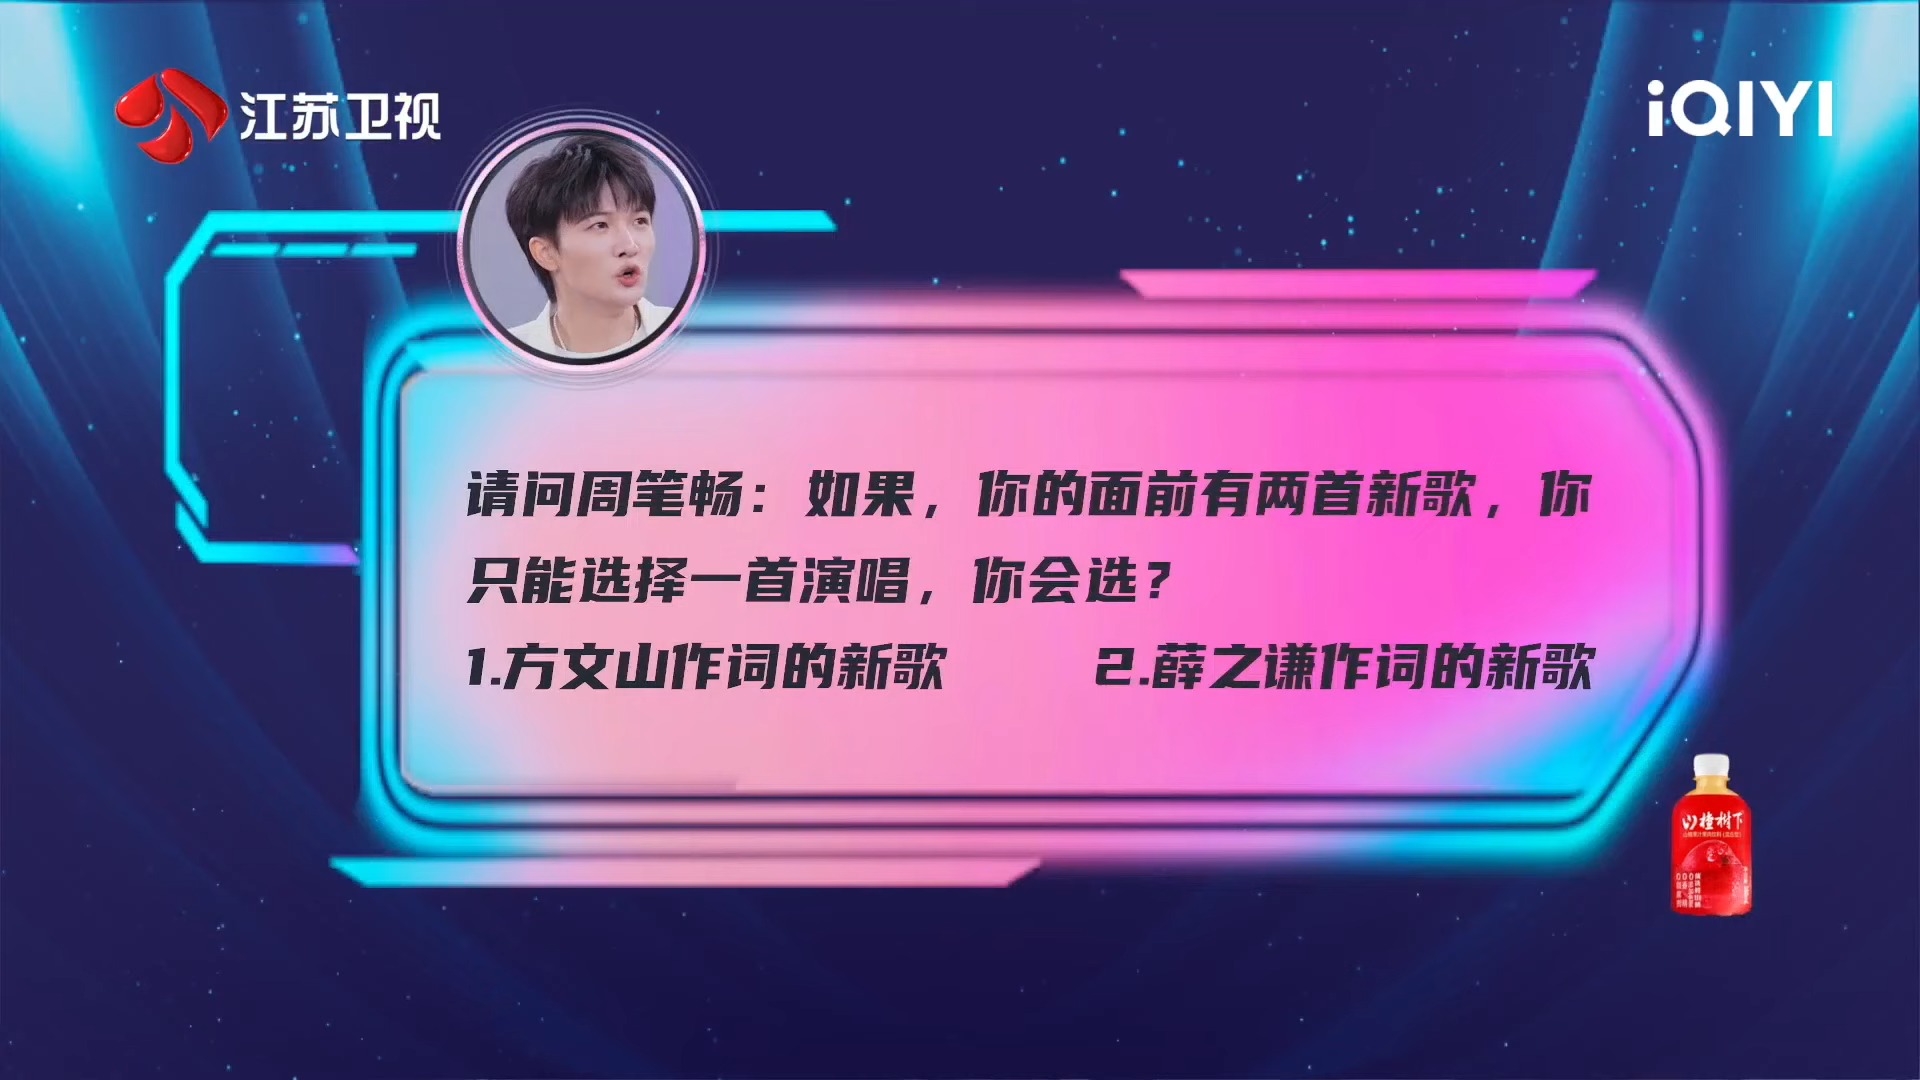 江苏卫视
iQIYI
请问周笔畅：如果，你的面前有两首新歌，你
只能选择一首演唱，你会选？
1.方文山作词的新歌 2.薛之谦作词的新歌
山楂树下